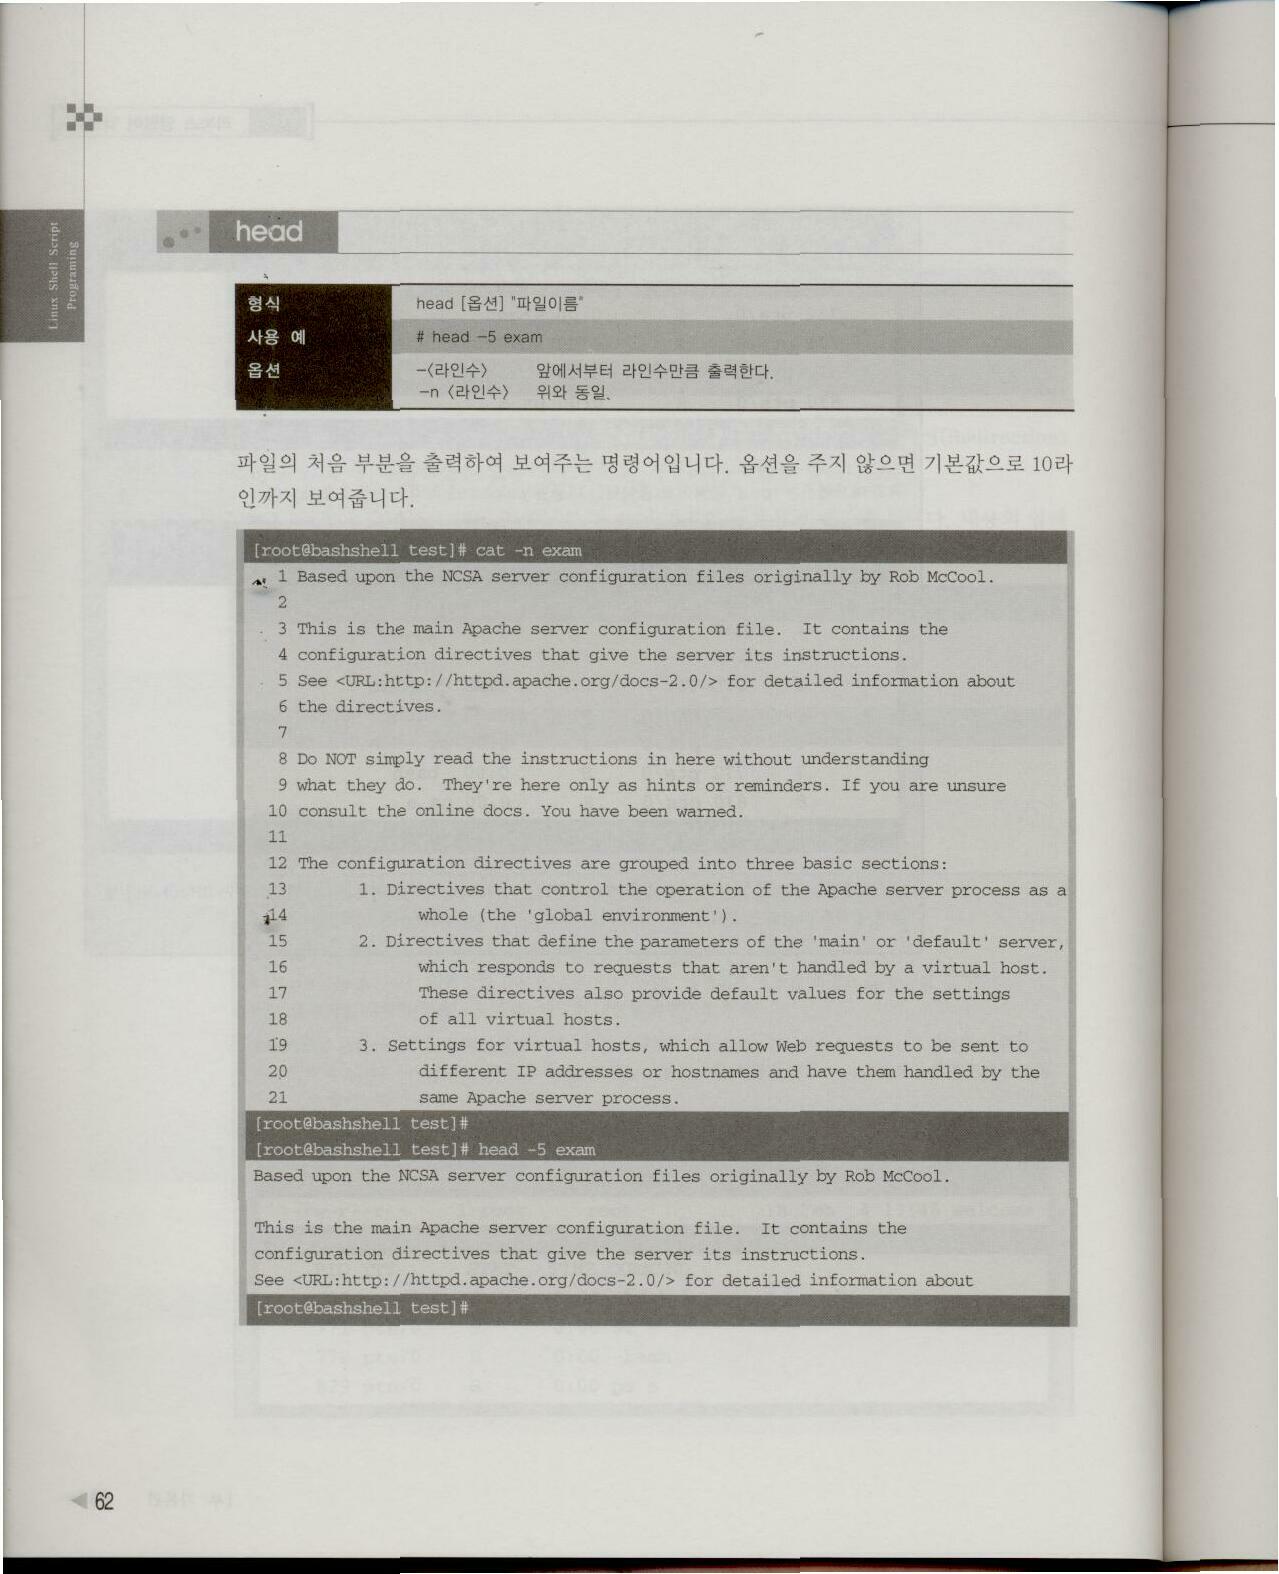 Linux Shell Script
Programing
head
형식 head [옵션] "파일이름"
사용 예 # head -5 exam
옵션 -<라인수> 앞에서부터 라인수만큼 출력한다.
-n <라인수> 위와 동일.
파일의 처음 부분을 출력하여 보여주는 명령어입니다. 옵션을 주지 않으면 기본값으로 10라
인까지 보여줍니다.
[root@bashshell test]# cat -n exam
1 Based upon the NCSA server configuration files originally by Rob McCool.
2
3 This is the main Apache server configuration file.  It contains the
4 configuration directives that give the server its instructions.
5 See <URL:http://httpd.apache.org/docs-2.0/> for detailed information about
6 the directives.
7
8 Do NOT simply read the instructions in here without understanding
9 what they do.  They're here only as hints or reminders. If you are unsure
10 consult the online docs. You have been warned.
11
12 The configuration directives are grouped into three basic sections:
13 1. Directives that control the operation of the Apache server process as a
14 whole (the 'global environment').
15 2. Directives that define the parameters of the 'main' or 'default' server,
16 which responds to requests that aren't handled by a virtual host.
17 These directives also provide default values for the settings
18 of all virtual hosts.
19 3. Settings for virtual hosts, which allow Web requests to be sent to
20 different IP addresses or hostnames and have them handled by the
21 same Apache server process.
[root@bashshell test]#
[root@bashshell test]# head -5 exam
Based upon the NCSA server configuration files originally by Rob McCool.

This is the main Apache server configuration file.  It contains the
configuration directives that give the server its instructions.
See <URL:http://httpd.apache.org/docs-2.0/> for detailed information about
[root@bashshell test]#
62